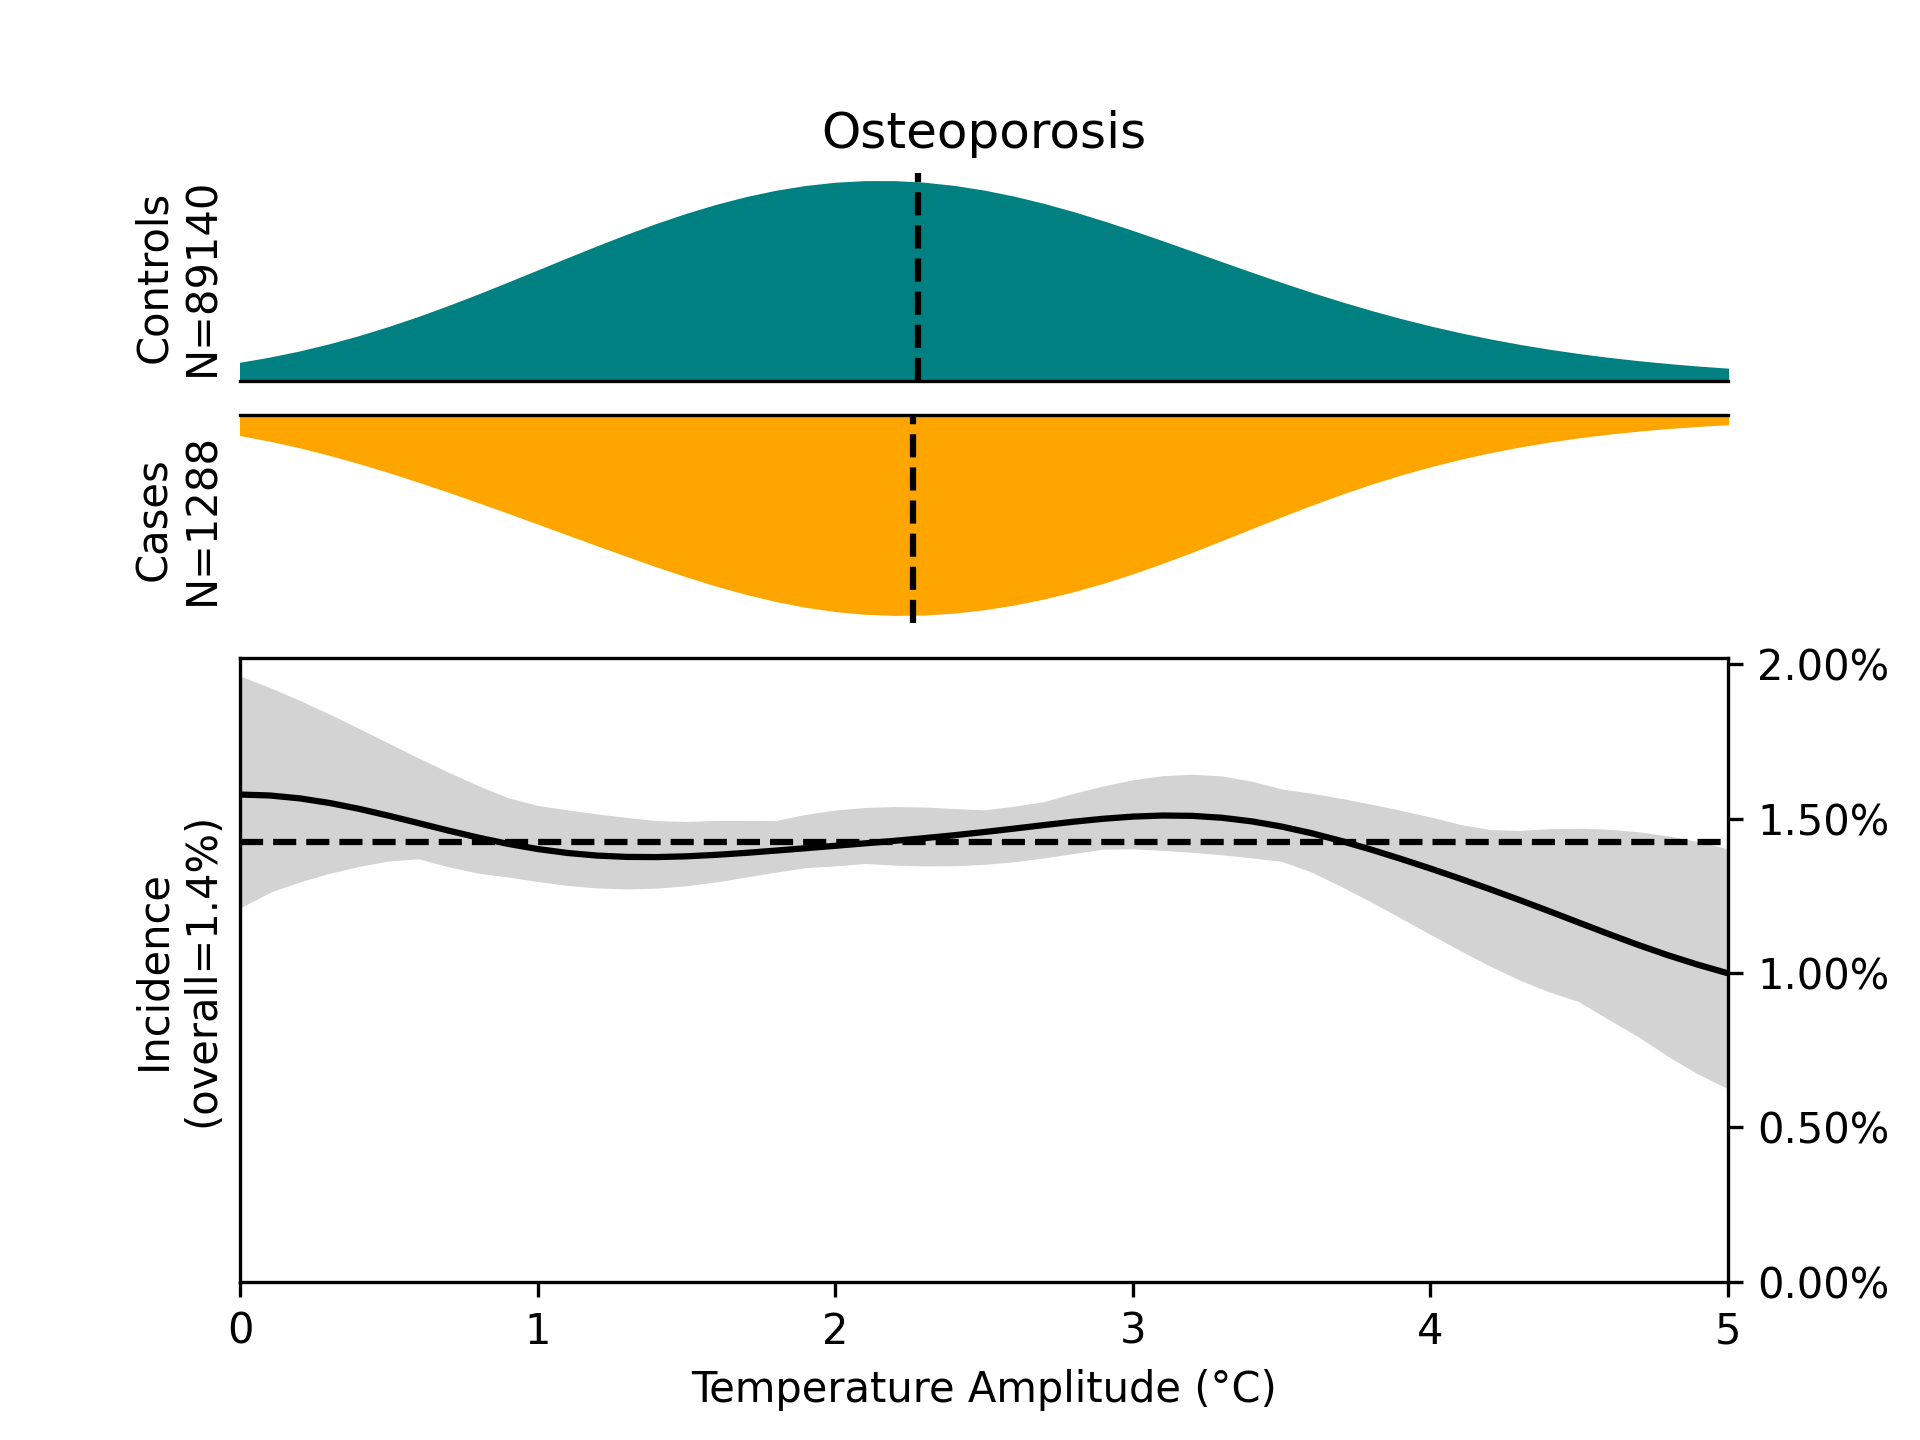 Osteoporosis
Controls
N=89140
Cases
N=1288
Incidence
(overall=1.4%)
2.00%
1.50%
1.00%
0.50%
0.00%
0
1
2
3
4
5
Temperature Amplitude (°C)